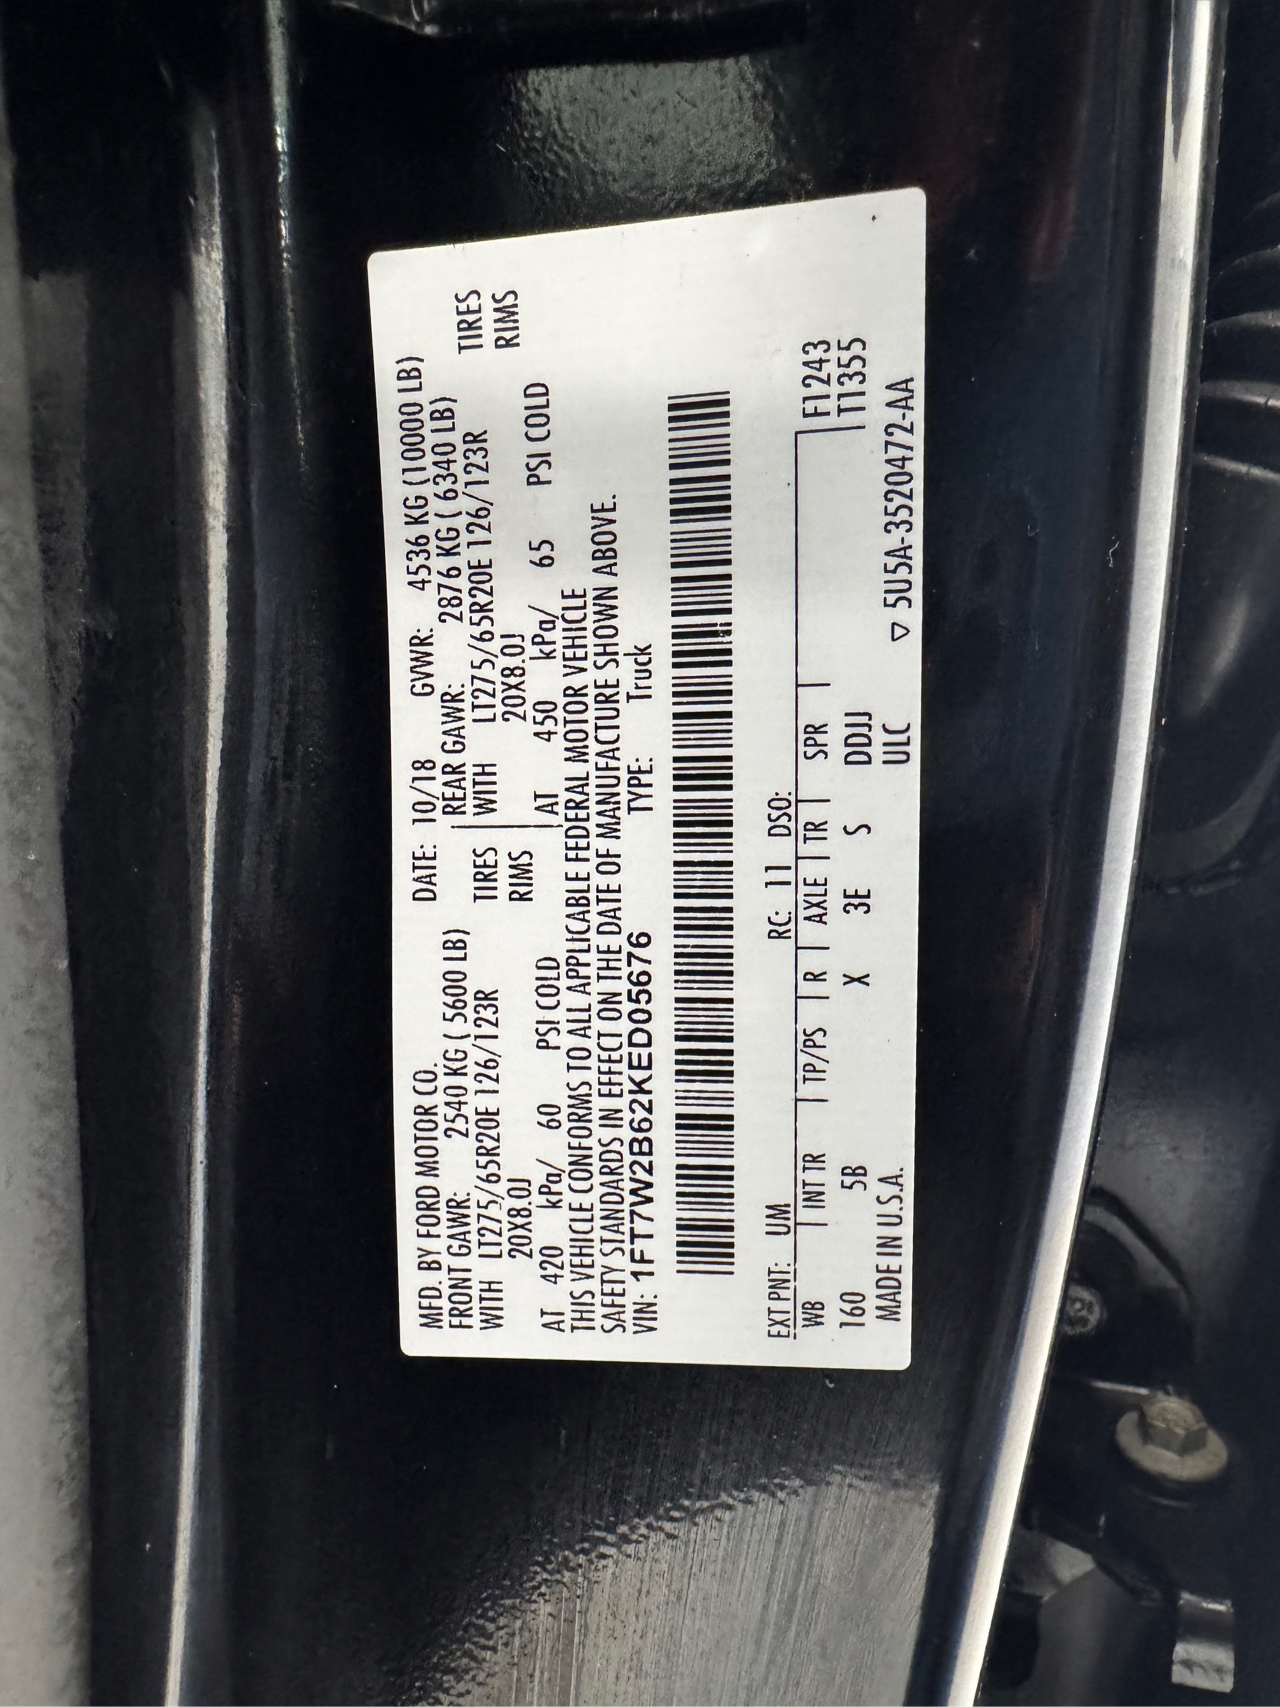 MFD. BY FORD MOTOR CO. DATE: 10/18 GVWR: 4536 KG (10000 LB)
FRONT GAWR: 2540 KG ( 5600 LB) REAR GAWR: 2876 KG ( 6340 LB)
WITH LT275/65R20E 126/123R TIRES WITH LT275/65R20E 126/123R TIRES
20X8.0J RIMS 20X8.0J RIMS
AT 420 kPa/ 60 PSI COLD AT 450 kPa/ 65 PSI COLD
THIS VEHICLE CONFORMS TO ALL APPLICABLE FEDERAL MOTOR VEHICLE
SAFETY STANDARDS IN EFFECT ON THE DATE OF MANUFACTURE SHOWN ABOVE.
VIN: 1FT7W2B62KED05676 TYPE: Truck
EXT PNT: UM RC: 11 DSO:
WB INT TR TP/PS R AXLE TR SPR F1243
160 5B X 3E S DDJJ T1355
MADE IN U.S.A. ULC ▽ 5U5A-3520472-AA